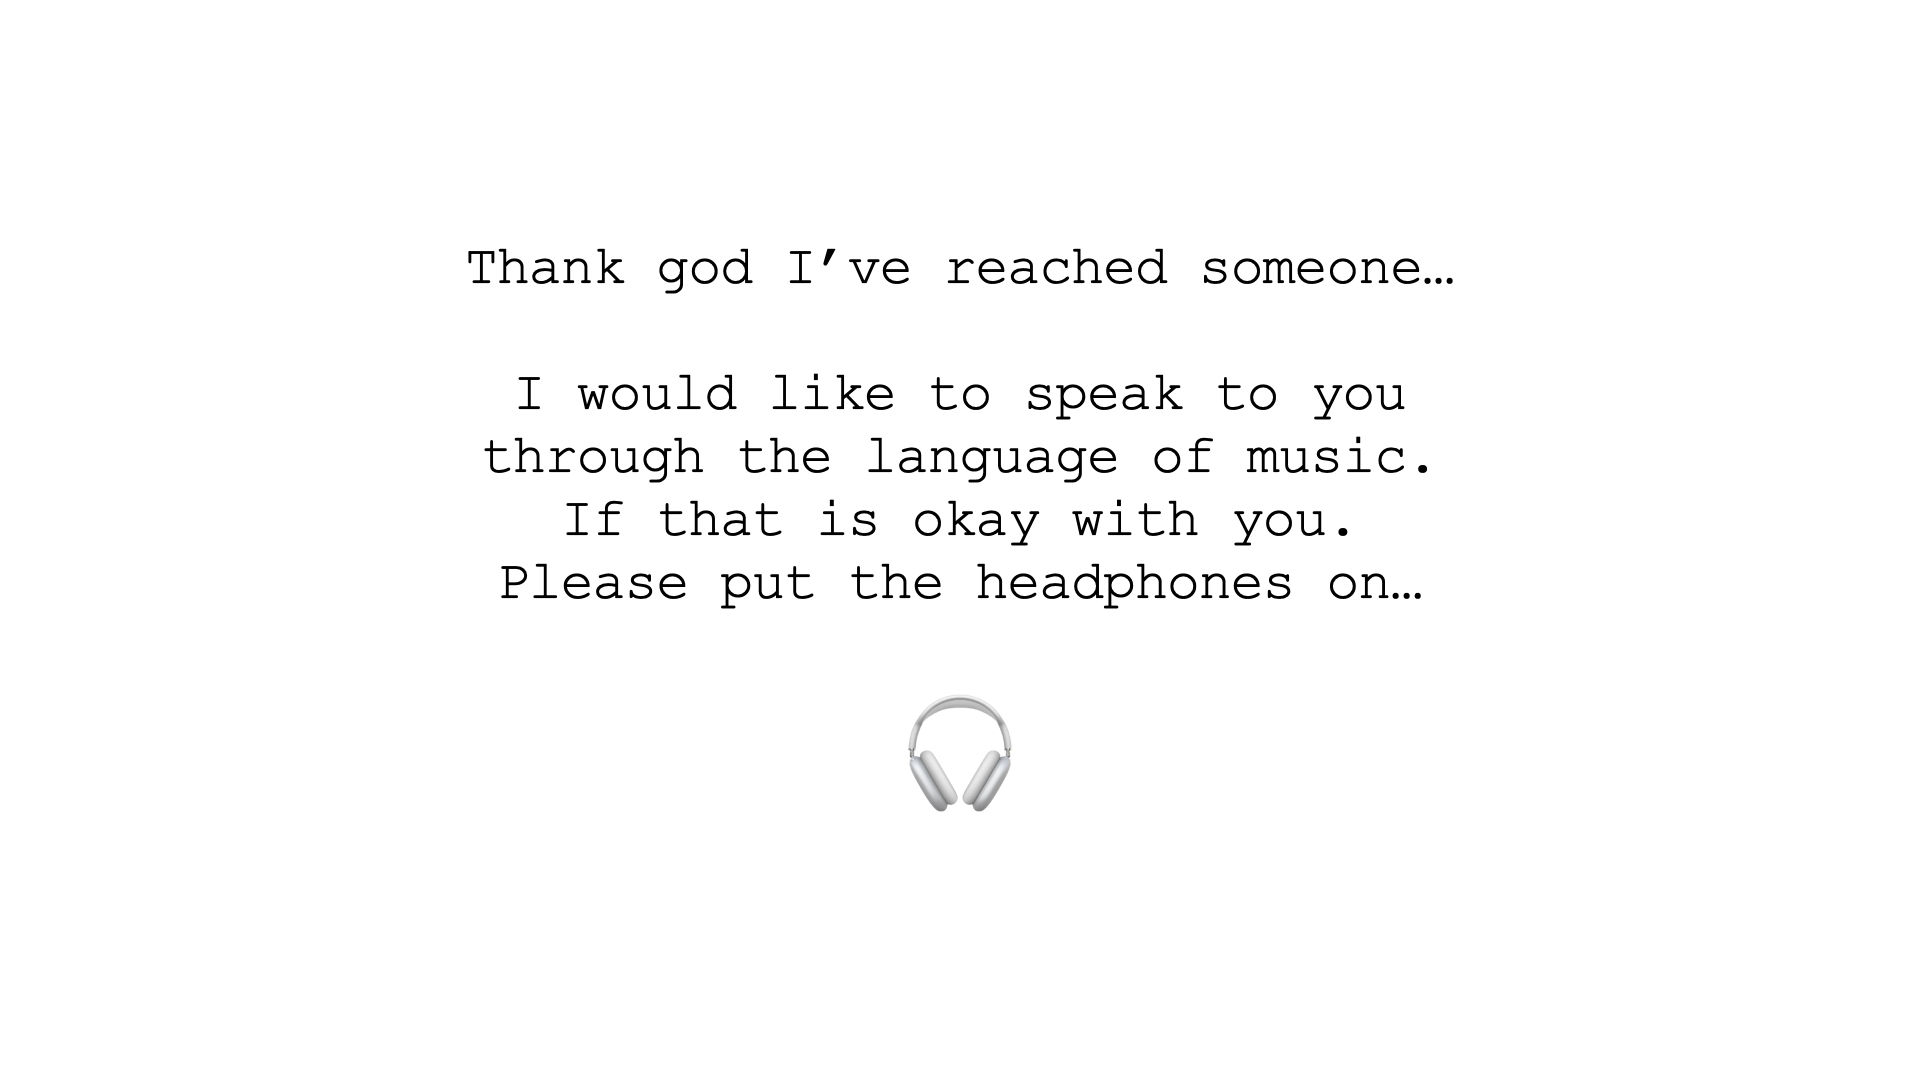 Thank god I’ve reached someone…
I would like to speak to you
through the language of music.
If that is okay with you.
Please put the headphones on…